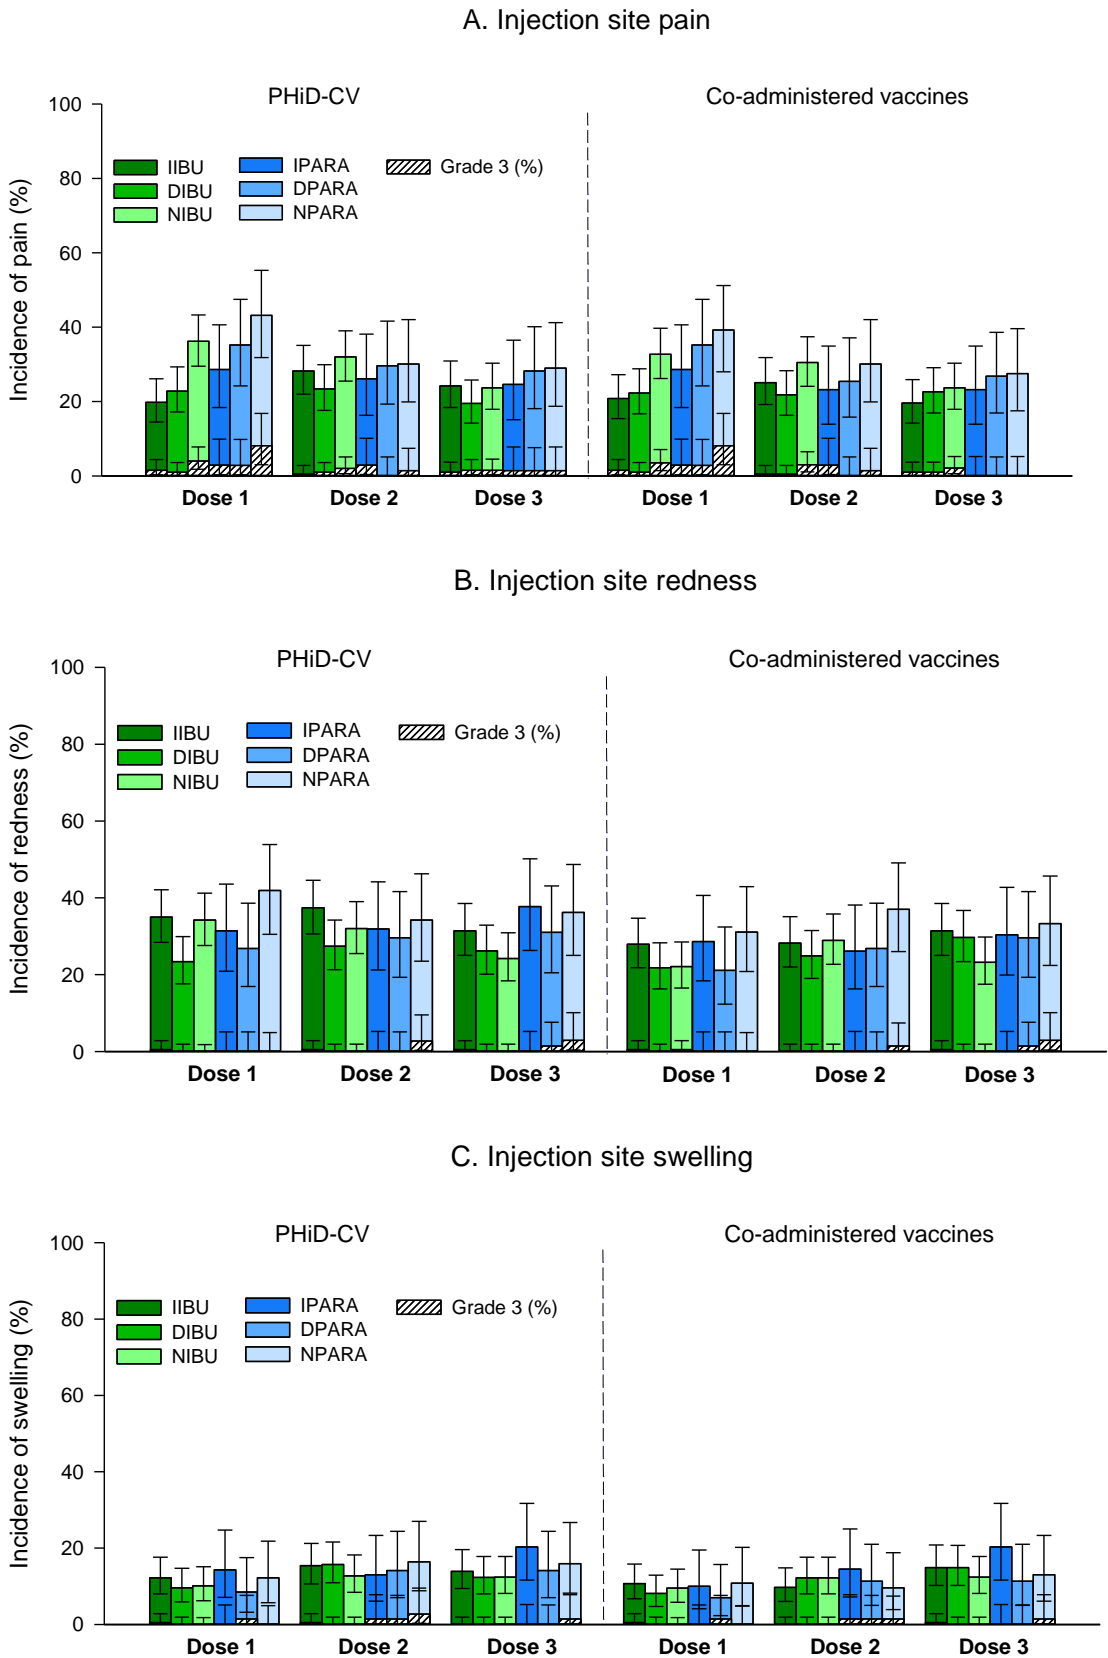 A. Injection site pain
PHiD-CV
Co-administered vaccines
IIBU
IPARA
Grade 3 (%)
DIBU
DPARA
NIBU
NPARA
Incidence of pain (%)
100
80
60
40
20
0
Dose 1
Dose 2
Dose 3
Dose 1
Dose 2
Dose 3
B. Injection site redness
PHiD-CV
Co-administered vaccines
IIBU
IPARA
Grade 3 (%)
DIBU
DPARA
NIBU
NPARA
Incidence of redness (%)
100
80
60
40
20
0
Dose 1
Dose 2
Dose 3
Dose 1
Dose 2
Dose 3
C. Injection site swelling
PHiD-CV
Co-administered vaccines
IIBU
IPARA
Grade 3 (%)
DIBU
DPARA
NIBU
NPARA
Incidence of swelling (%)
100
80
60
40
20
0
Dose 1
Dose 2
Dose 3
Dose 1
Dose 2
Dose 3